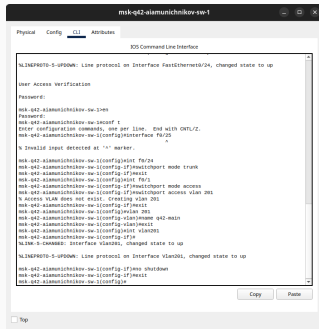 msk-q42-aiamunichnikov-sw-1
Physical Config CLI Attributes
IOS Command Line Interface
%LINEPROTO-5-UPDOWN: Line protocol on Interface FastEthernet0/24, changed state to up
User Access Verification
Password:
msk-q42-aiamunichnikov-sw-1>en
Password:
msk-q42-aiamunichnikov-sw-1#conf t
Enter configuration commands, one per line. End with CNTL/Z.
msk-q42-aiamunichnikov-sw-1(config)#interface f0/25
^
% Invalid input detected at '^' marker.
msk-q42-aiamunichnikov-sw-1(config)#int f0/24
msk-q42-aiamunichnikov-sw-1(config-if)#switchport mode trunk
msk-q42-aiamunichnikov-sw-1(config-if)#exit
msk-q42-aiamunichnikov-sw-1(config)#int f0/1
msk-q42-aiamunichnikov-sw-1(config-if)#switchport mode access
msk-q42-aiamunichnikov-sw-1(config-if)#switchport access vlan 201
% Access VLAN does not exist. Creating vlan 201
msk-q42-aiamunichnikov-sw-1(config-if)#exit
msk-q42-aiamunichnikov-sw-1(config)#vlan 201
msk-q42-aiamunichnikov-sw-1(config-vlan)#name q42-main
msk-q42-aiamunichnikov-sw-1(config-vlan)#exit
msk-q42-aiamunichnikov-sw-1(config)#int vlan201
msk-q42-aiamunichnikov-sw-1(config-if)#
%LINK-5-CHANGED: Interface Vlan201, changed state to up
%LINEPROTO-5-UPDOWN: Line protocol on Interface Vlan201, changed state to up
msk-q42-aiamunichnikov-sw-1(config-if)#no shutdown
msk-q42-aiamunichnikov-sw-1(config-if)#exit
msk-q42-aiamunichnikov-sw-1(config)#
Copy Paste
Top